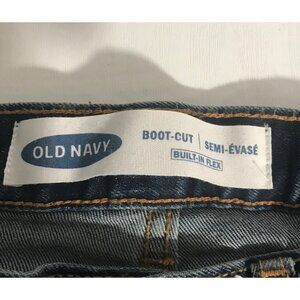 OLD NAVY
BOOT-CUT | SEMI-ÉVASÉ
BUILT-IN FLEX